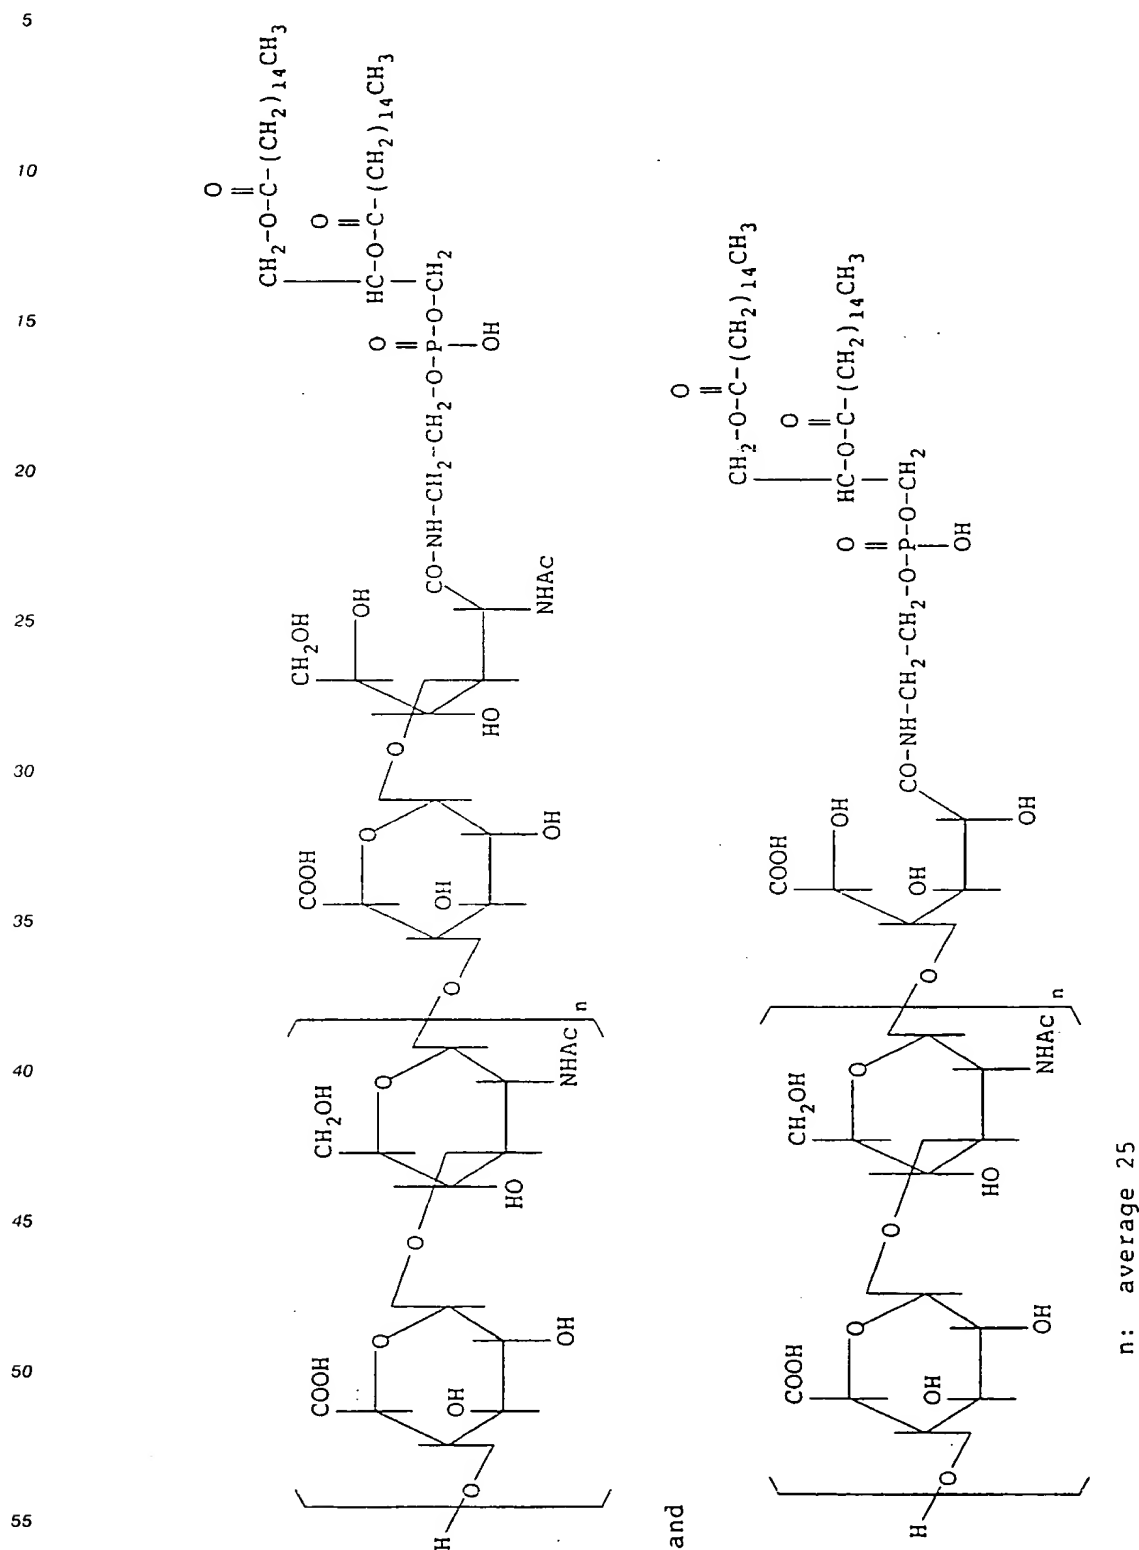 5
10
15
20
25
30
35
40
45
50
55
O
CH₂-O-C-(CH₂)₁₄CH₃
O
HC-O-C-(CH₂)₁₄CH₃
O
CO-NH-CH₂-CH₂-O-P-O-CH₂
OH
COOH CH₂OH COOH CH₂OH
O O O OH
OH O OH O
H O O HO
OH NHAc n OH HO NHAc
and
O
CH₂-O-C-(CH₂)₁₄CH₃
O
HC-O-C-(CH₂)₁₄CH₃
O
CO-NH-CH₂-CH₂-O-P-O-CH₂
OH
COOH CH₂OH COOH
O O OH
OH O OH
H O HO O
OH NHAc n OH
n: average 25